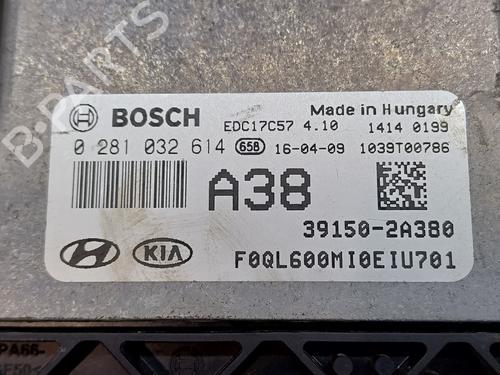 B-PARTS
BOSCH
Made in Hungary
EDC17C57 4.10
1414 0199
0 281 032 614 658 16-04-09 1039T00786
A38
39150-2A380
KIA
F0QL600MI0EIU701
PA66-